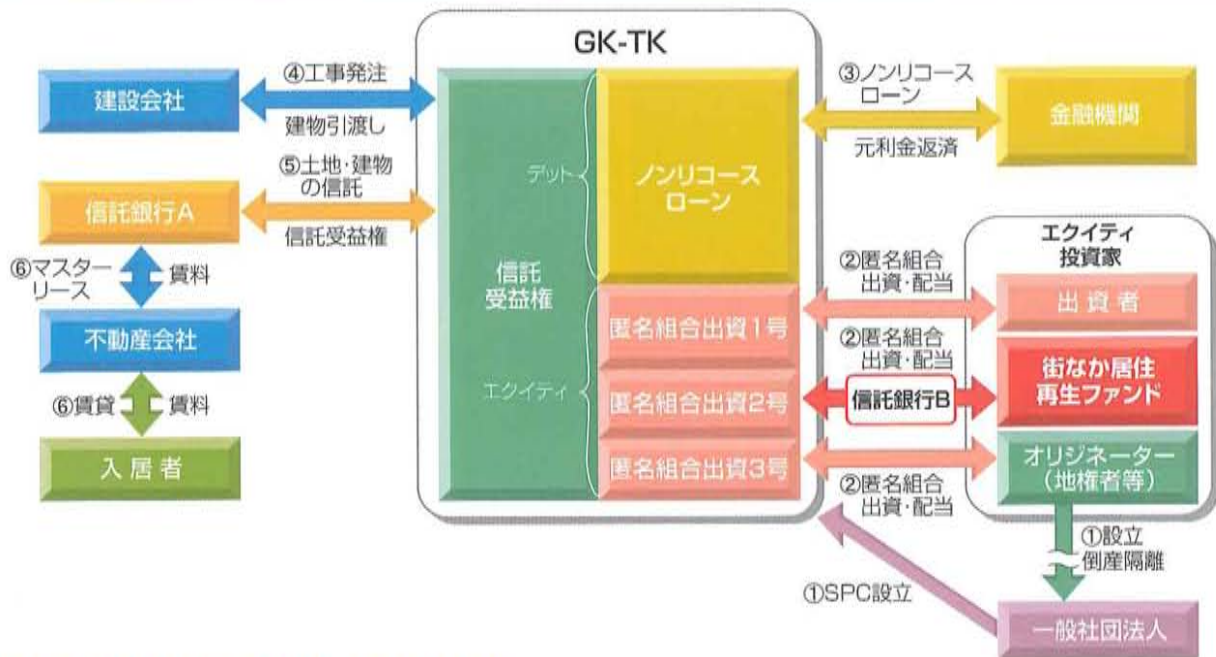 GK-TK
④工事発注
建設会社
建物引渡し
⑤土地・建物
の信託
信託銀行A
信託受益権
⑥マスター
リース
賃料
不動産会社
⑥賃貸
賃料
入居者
信託
受益権
デット
エクイティ
ノンリコース
ローン
匿名組合出資1号
匿名組合出資2号
匿名組合出資3号
③ノンリコース
ローン
元利金返済
金融機関
エクイティ
投資家
②匿名組合
出資・配当
出資者
②匿名組合
出資・配当
信託銀行B
街なか居住
再生ファンド
②匿名組合
出資・配当
オリジネーター
（地権者等）
①設立
倒産隔離
①SPC設立
一般社団法人